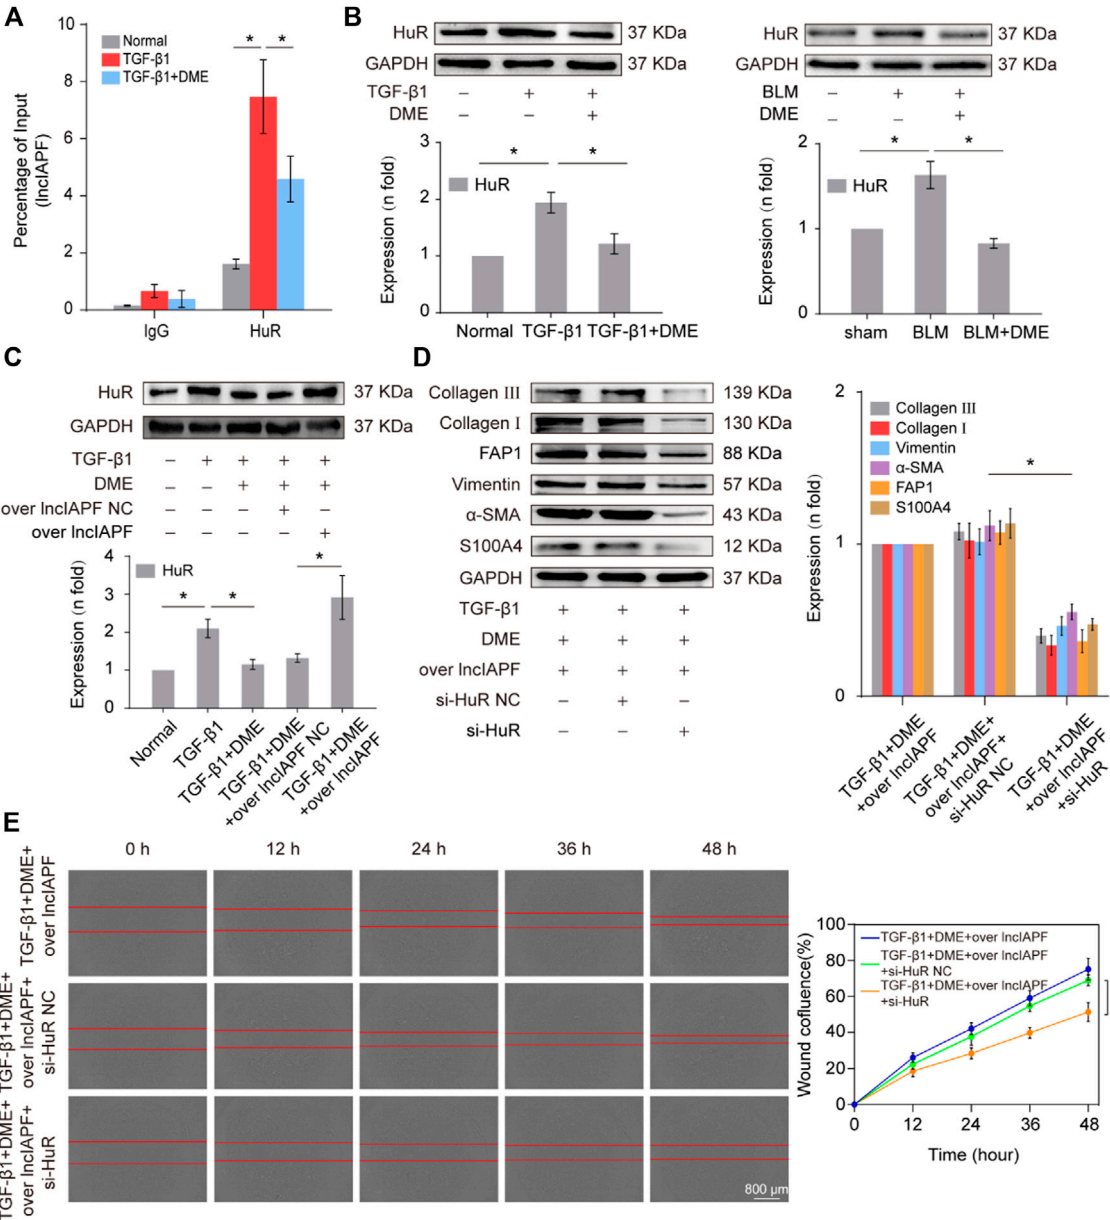 A
10
8
6
4
2
0
Percentage of Input
(lnclAPF)
Normal
TGF-β1
TGF-β1+DME
* *
IgG HuR
B
HuR 37 KDa
GAPDH 37 KDa
TGF-β1 – + +
DME – – +
3
2
1
0
Expression (n fold)
HuR
* *
Normal TGF-β1 TGF-β1+DME
HuR 37 KDa
GAPDH 37 KDa
BLM – + +
DME – – +
2
1
0
Expression (n fold)
HuR
* *
sham BLM BLM+DME
C
HuR 37 KDa
GAPDH 37 KDa
TGF-β1 – + + + +
DME – – + + +
over lnclAPF NC – – – + –
over lnclAPF – – – – +
4
3
2
1
0
Expression (n fold)
HuR
* * *
Normal
TGF-β1
TGF-β1+DME
TGF-β1+DME
+over lnclAPF NC
TGF-β1+DME
+over lnclAPF
D
Collagen III 139 KDa
Collagen I 130 KDa
FAP1 88 KDa
Vimentin 57 KDa
α-SMA 43 KDa
S100A4 12 KDa
GAPDH 37 KDa
TGF-β1 + + +
DME + + +
over lnclAPF + + +
si-HuR NC – + –
si-HuR – – +
2
1
0
Expression (n fold)
Collagen III
Collagen I
Vimentin
α-SMA
FAP1
S100A4
*
TGF-β1+DME
+over lnclAPF
TGF-β1+DME+
over lnclAPF+
si-HuR NC
TGF-β1+DME
+over lnclAPF
+si-HuR
E
0 h 12 h 24 h 36 h 48 h
TGF-β1+DME+
over lnclAPF
TGF-β1+DME+
over lnclAPF+
si-HuR NC
TGF-β1+DME+
over lnclAPF+
si-HuR
800 μm
100
80
60
40
20
0
Wound cofluence(%)
TGF-β1+DME+over lnclAPF
TGF-β1+DME+over lnclAPF
+si-HuR NC
TGF-β1+DME+over lnclAPF
+si-HuR
0 12 24 36 48
Time (hour)